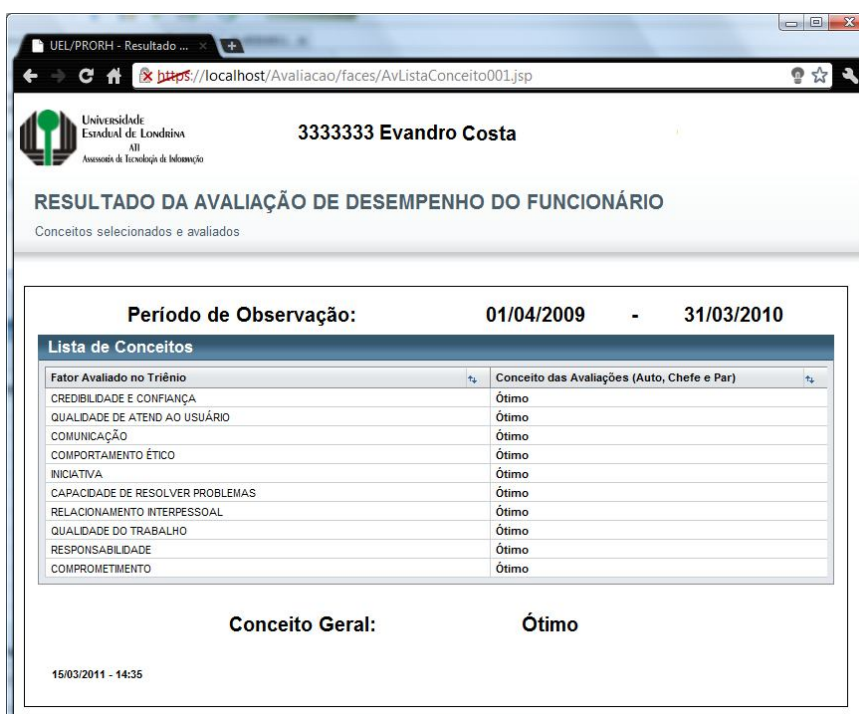 UEL/PRORH - Resultado ...
https://localhost/Avaliacao/faces/AvListaConceito001.jsp
Universidade
Estadual de Londrina
ATI
Assessoria de Tecnologia de Informação
3333333 Evandro Costa
RESULTADO DA AVALIAÇÃO DE DESEMPENHO DO FUNCIONÁRIO
Conceitos selecionados e avaliados
Período de Observação: 01/04/2009 - 31/03/2010
Lista de Conceitos
Fator Avaliado no Triênio Conceito das Avaliações (Auto, Chefe e Par)
CREDIBILIDADE E CONFIANÇA Ótimo
QUALIDADE DE ATEND AO USUÁRIO Ótimo
COMUNICAÇÃO Ótimo
COMPORTAMENTO ÉTICO Ótimo
INICIATIVA Ótimo
CAPACIDADE DE RESOLVER PROBLEMAS Ótimo
RELACIONAMENTO INTERPESSOAL Ótimo
QUALIDADE DO TRABALHO Ótimo
RESPONSABILIDADE Ótimo
COMPROMETIMENTO Ótimo
Conceito Geral: Ótimo
15/03/2011 - 14:35